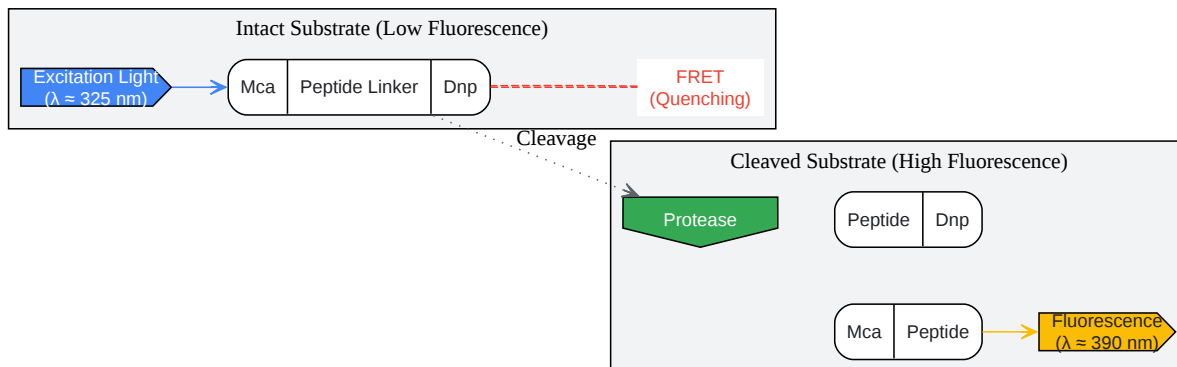 Intact Substrate (Low Fluorescence)
Excitation Light
(λ ≈ 325 nm)
Mca
Peptide Linker
Dnp
FRET
(Quenching)
Cleavage
Cleaved Substrate (High Fluorescence)
Protease
Peptide
Dnp
Mca
Peptide
Fluorescence
(λ ≈ 390 nm)